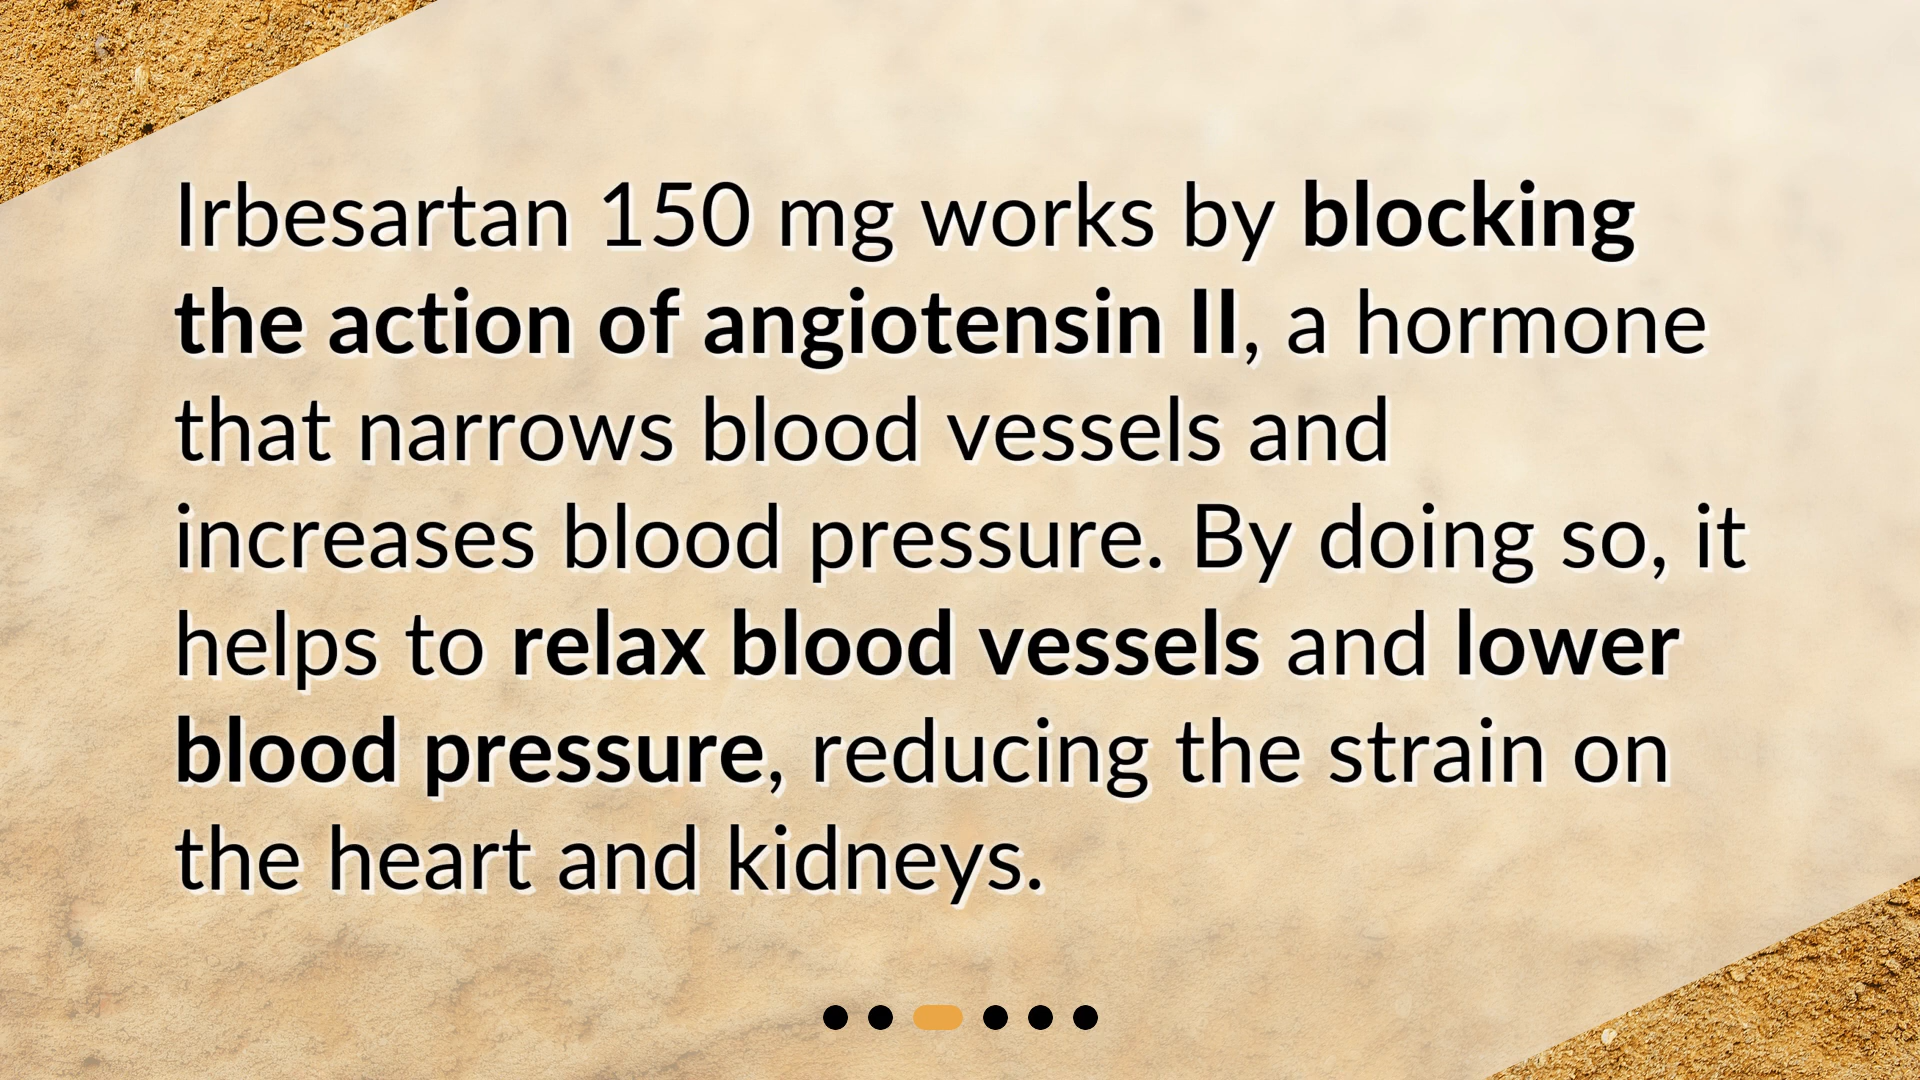 Irbesartan 150 mg works by blocking
the action of angiotensin II, a hormone
that narrows blood vessels and
increases blood pressure. By doing so, it
helps to relax blood vessels and lower
blood pressure, reducing the strain on
the heart and kidneys.